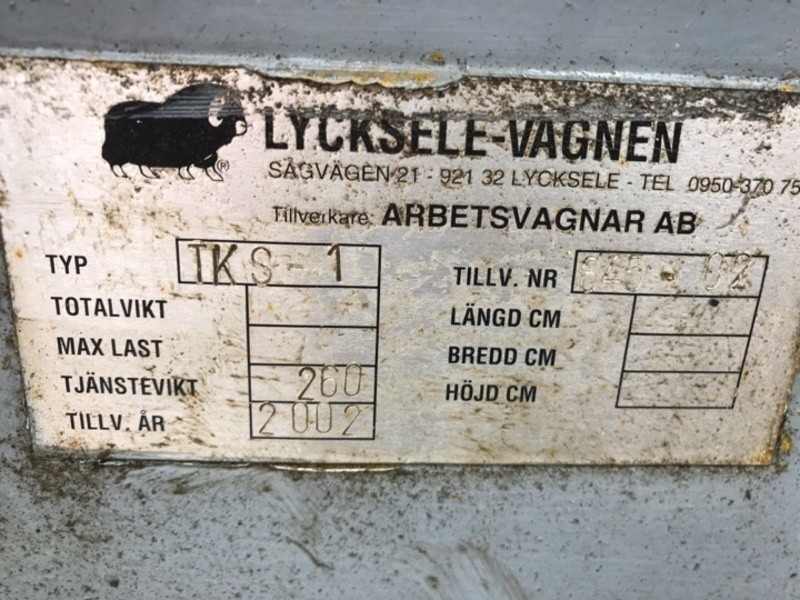 LYCKSELE-VAGNEN
SÅGVÄGEN 21 - 921 32 LYCKSELE - TEL 0950-370 75
Tillverkare: ARBETSVAGNAR AB
TYP TKS-1
TOTALVIKT
MAX LAST
TJÄNSTEVIKT 260
TILLV. ÅR 2002
TILLV. NR
LÄNGD CM
BREDD CM
HÖJD CM
®